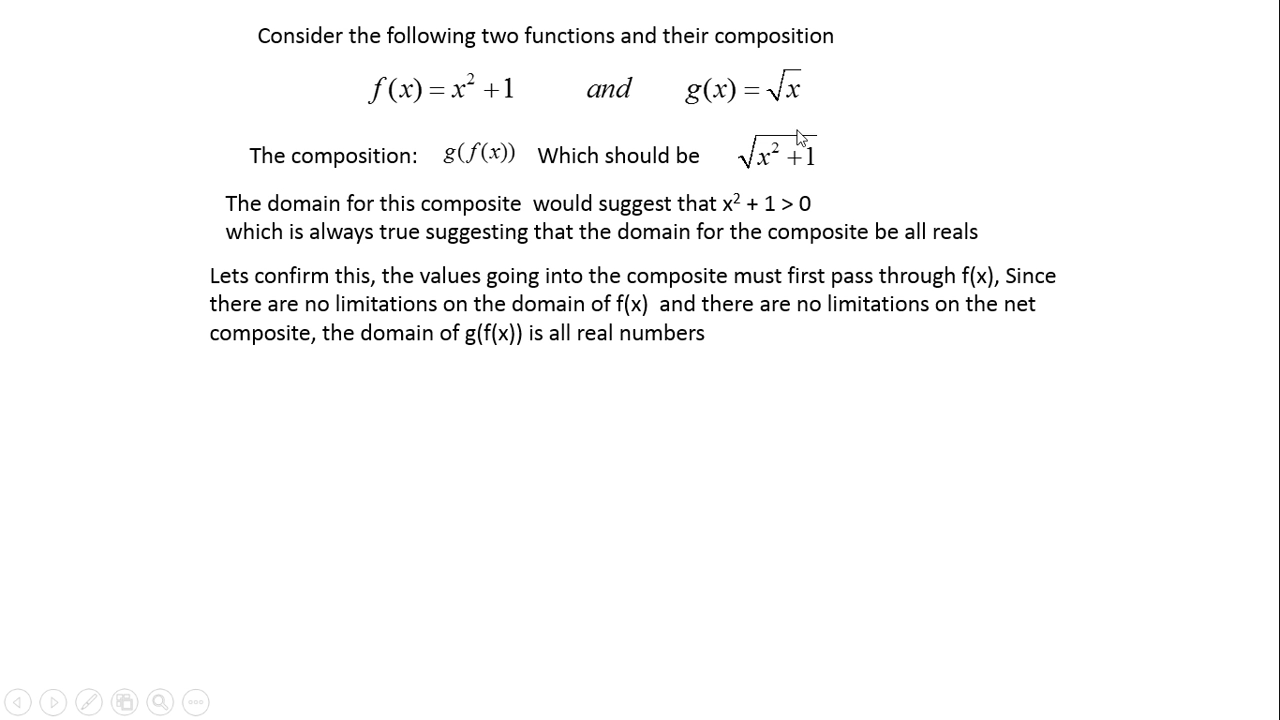 Consider the following two functions and their composition
f(x) = x² +1 and g(x) = √x
The composition: g(f(x)) Which should be √(x² +1)
The domain for this composite would suggest that x² + 1 > 0
which is always true suggesting that the domain for the composite be all reals
Lets confirm this, the values going into the composite must first pass through f(x), Since
there are no limitations on the domain of f(x) and there are no limitations on the net
composite, the domain of g(f(x)) is all real numbers